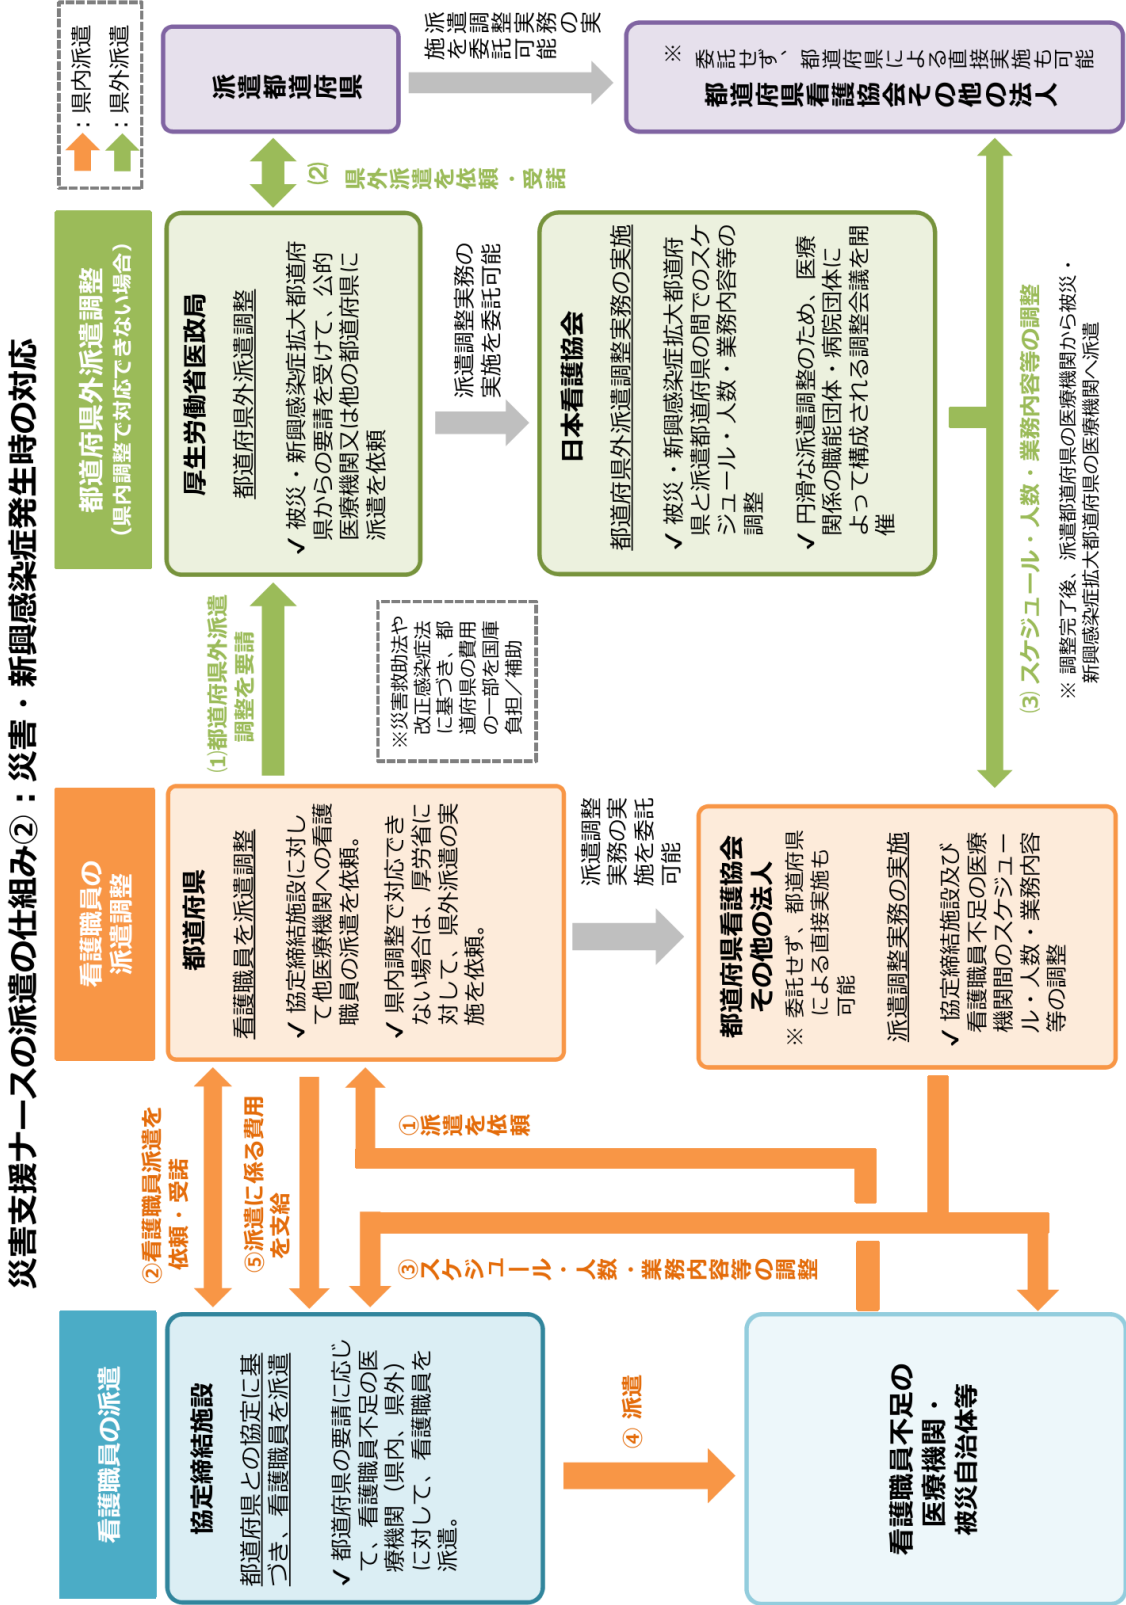 災害支援ナースの派遣の仕組み②：災害・新興感染症発生時の対応
：県内派遣
：県外派遣
看護職員の派遣
看護職員の
派遣調整
都道府県外派遣調整
（県内調整で対応できない場合）
協定締結施設
都道府県との協定に基
づき、看護職員を派遣
✓ 都道府県の要請に応じ
て、看護職員不足の医
療機関（県内、県外）
に対して、看護職員を
派遣。
②看護職員派遣を
依頼・受諾
⑤派遣に係る費用
を支給
①派遣を依頼
③スケジュール・人数・業務内容等の調整
④ 派遣
看護職員不足の
医療機関・
被災自治体等
都道府県
看護職員を派遣調整
✓ 協定締結施設に対し
て他医療機関への看護
職員の派遣を依頼。
✓ 県内調整で対応でき
ない場合は、厚労省に
対して、県外派遣の実
施を依頼。
派遣調整
実務の実
施を委託
可能
都道府県看護協会
その他の法人
※ 委託せず、都道府県
による直接実施も
可能
派遣調整実務の実施
✓ 協定締結施設及び
看護職員不足の医療
機関間のスケジュー
ル・人数・業務内容
等の調整
⑴都道府県外派遣
調整を要請
※災害救助法や
改正感染症法
に基づき、都
道府県の費用
の一部を国庫
負担／補助
厚生労働省医政局
都道府県外派遣調整
✓ 被災・新興感染症拡大都道府
県からの要請を受けて、公的
医療機関又は他の都道府県に
派遣を依頼
派遣調整実務の
実施を委託可能
日本看護協会
都道府県外派遣調整実務の実施
✓ 被災・新興感染症拡大都道府
県と派遣都道府県の間でのスケ
ジュール・人数・業務内容等の
調整
✓ 円滑な派遣調整のため、医療
関係の職能団体・病院団体に
よって構成される調整会議を開
催
⑵
県外派遣を依頼・受諾
派遣都道府県
派遣調整実務の実
施を委託可能
※ 委託せず、都道府県による直接実施も可能
都道府県看護協会その他の法人
⑶ スケジュール・人数・業務内容等の調整
※ 調整完了後、派遣都道府県の医療機関から被災・
新興感染症拡大都道府県の医療機関へ派遣